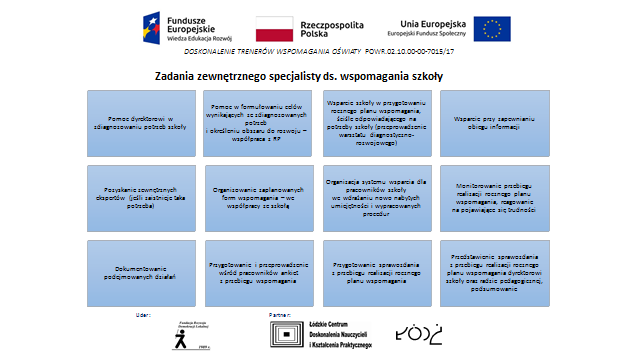 Fundusze
Europejskie
Wiedza Edukacja Rozwój
Rzeczpospolita
Polska
Unia Europejska
Europejski Fundusz Społeczny
DOSKONALENIE TRENERÓW WSPOMAGANIA OŚWIATY POWR.02.10.00-00-7015/17
Zadania zewnętrznego specjalisty ds. wspomagania szkoły
Pomoc dyrektorowi w
zdiagnozowaniu potrzeb szkoły
Pomoc w formułowaniu celów
wynikających ze zdiagnozowanych
potrzeb
i określeniu obszaru do rozwoju –
współpraca z RP
Wsparcie szkoły w przygotowaniu
rocznego planu wspomagania,
ściśle odpowiadającego na
potrzeby szkoły (przeprowadzenie
warsztatu diagnostyczno-
rozwojowego)
Wsparcie przy zapewnianiu
obiegu informacji
Pozyskanie zewnętrznych
ekspertów (jeśli zaistnieje taka
potrzeba)
Organizowanie zaplanowanych
form wspomagania – we
współpracy ze szkołą
Organizacja systemu wsparcia dla
pracowników szkoły
we wdrażaniu nowo nabytych
umiejętności i wypracowanych
procedur
Monitorowanie przebiegu
realizacji rocznego planu
wspomagania, reagowanie
na pojawiające się trudności
Dokumentowanie
podejmowanych działań
Przygotowanie i przeprowadzenie
wśród pracowników ankiet
z przebiegu wspomagania
Przygotowanie sprawozdania
z przebiegu realizacji rocznego
planu wspomagania
Przedstawienie sprawozdania
z przebiegu realizacji rocznego
planu wspomagania dyrektorowi
szkoły oraz radzie pedagogicznej,
podsumowanie
Lider:
Partner:
Fundacja Rozwoju
Demokracji Lokalnej
Łódzkie Centrum
Doskonalenia Nauczycieli
i Kształcenia Praktycznego
ŁÓDŹ